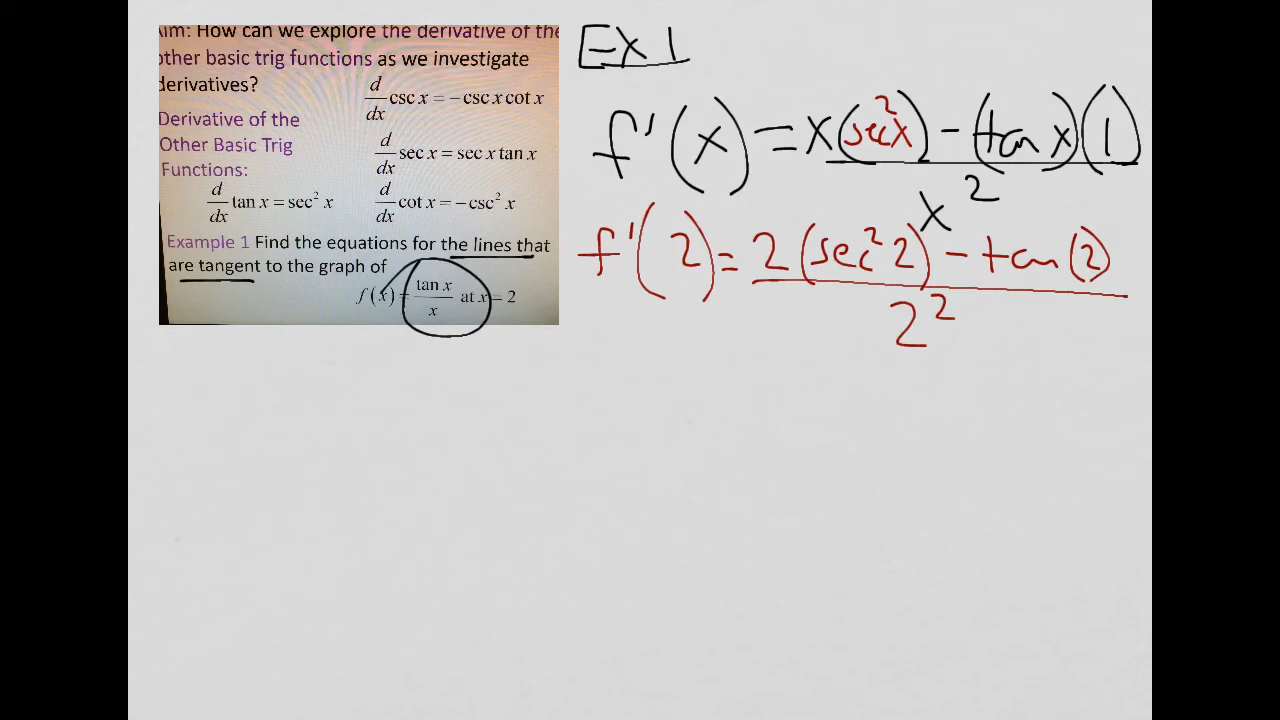 im: How can we explore the derivative of the
other basic trig functions as we investigate
derivatives?
d/dx csc x = −csc x cot x
Derivative of the
Other Basic Trig
Functions:
d/dx sec x = sec x tan x
d/dx tan x = sec² x
d/dx cot x = −csc² x
Example 1 Find the equations for the lines that
are tangent to the graph of
f(x) = tan x / x at x = 2
Ex 1
f'(x) = x(sec²x) − (tan x)(1) / x²
f'(2) = 2(sec² 2) − tan(2) / 2²